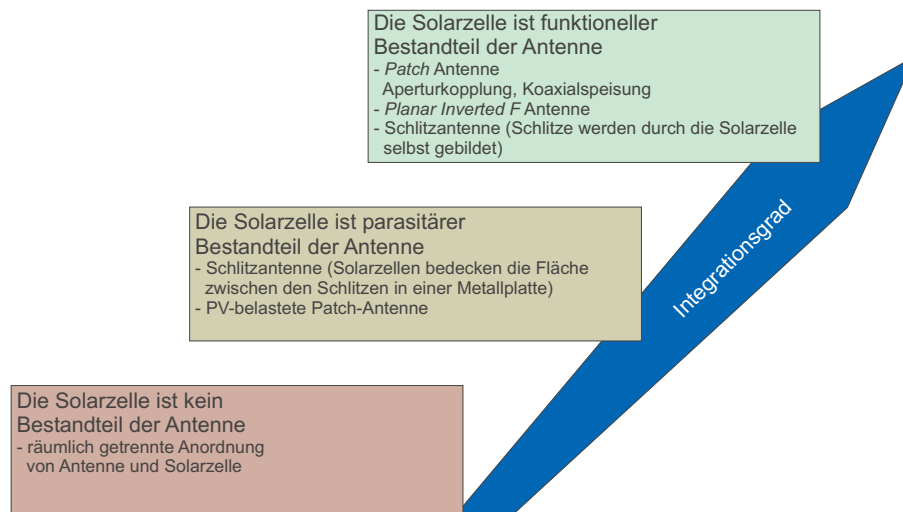 Die Solarzelle ist funktioneller
Bestandteil der Antenne
- Patch Antenne
Aperturkopplung, Koaxialspeisung
- Planar Inverted F Antenne
- Schlitzantenne (Schlitze werden durch die Solarzelle
selbst gebildet)
Die Solarzelle ist parasitärer
Bestandteil der Antenne
- Schlitzantenne (Solarzellen bedecken die Fläche
zwischen den Schlitzen in einer Metallplatte)
- PV-belastete Patch-Antenne
Integrationsgrad
Die Solarzelle ist kein
Bestandteil der Antenne
- räumlich getrennte Anordnung
von Antenne und Solarzelle